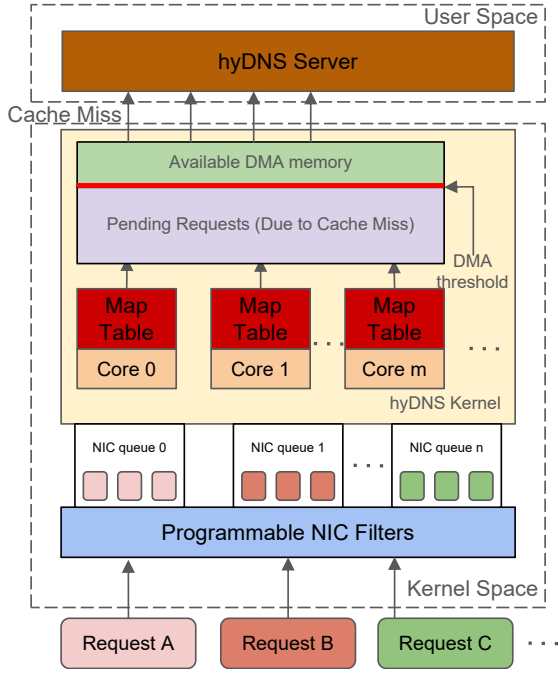 User Space
hyDNS Server
Cache Miss
Available DMA memory
Pending Requests (Due to Cache Miss)
DMA
threshold
Map
Table
Core 0
Map
Table
Core 1
. . .
Map
Table
Core m
. . .
hyDNS Kernel
NIC queue 0
NIC queue 1
. . .
NIC queue n
. . .
Programmable NIC Filters
Kernel Space
Request A
Request B
Request C
. . .